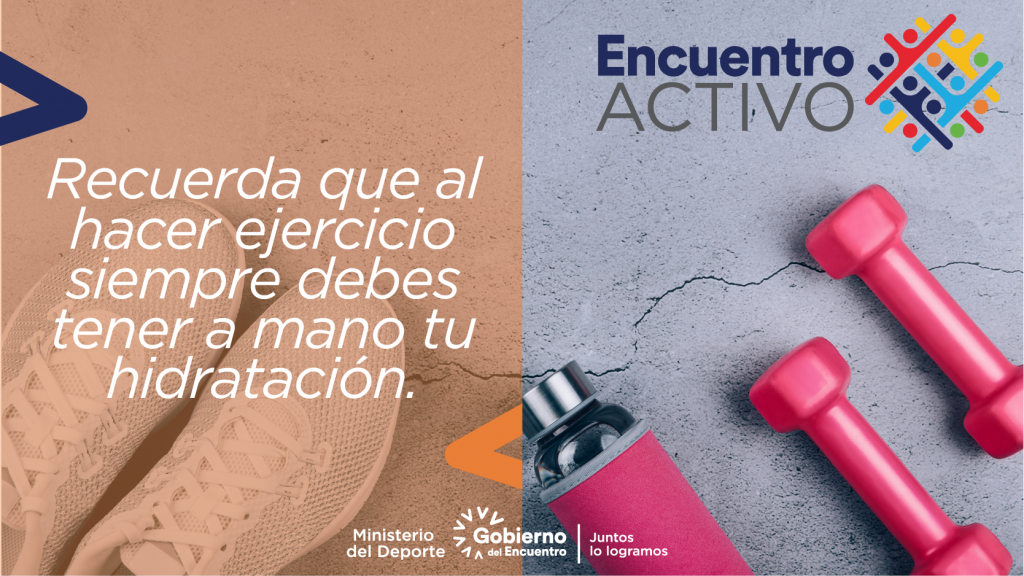 Encuentro
ACTIVO
Recuerda que al
hacer ejercicio
siempre debes
tener a mano tu
hidratación.
Ministerio
del Deporte
Gobierno
del Encuentro
Juntos
lo logramos